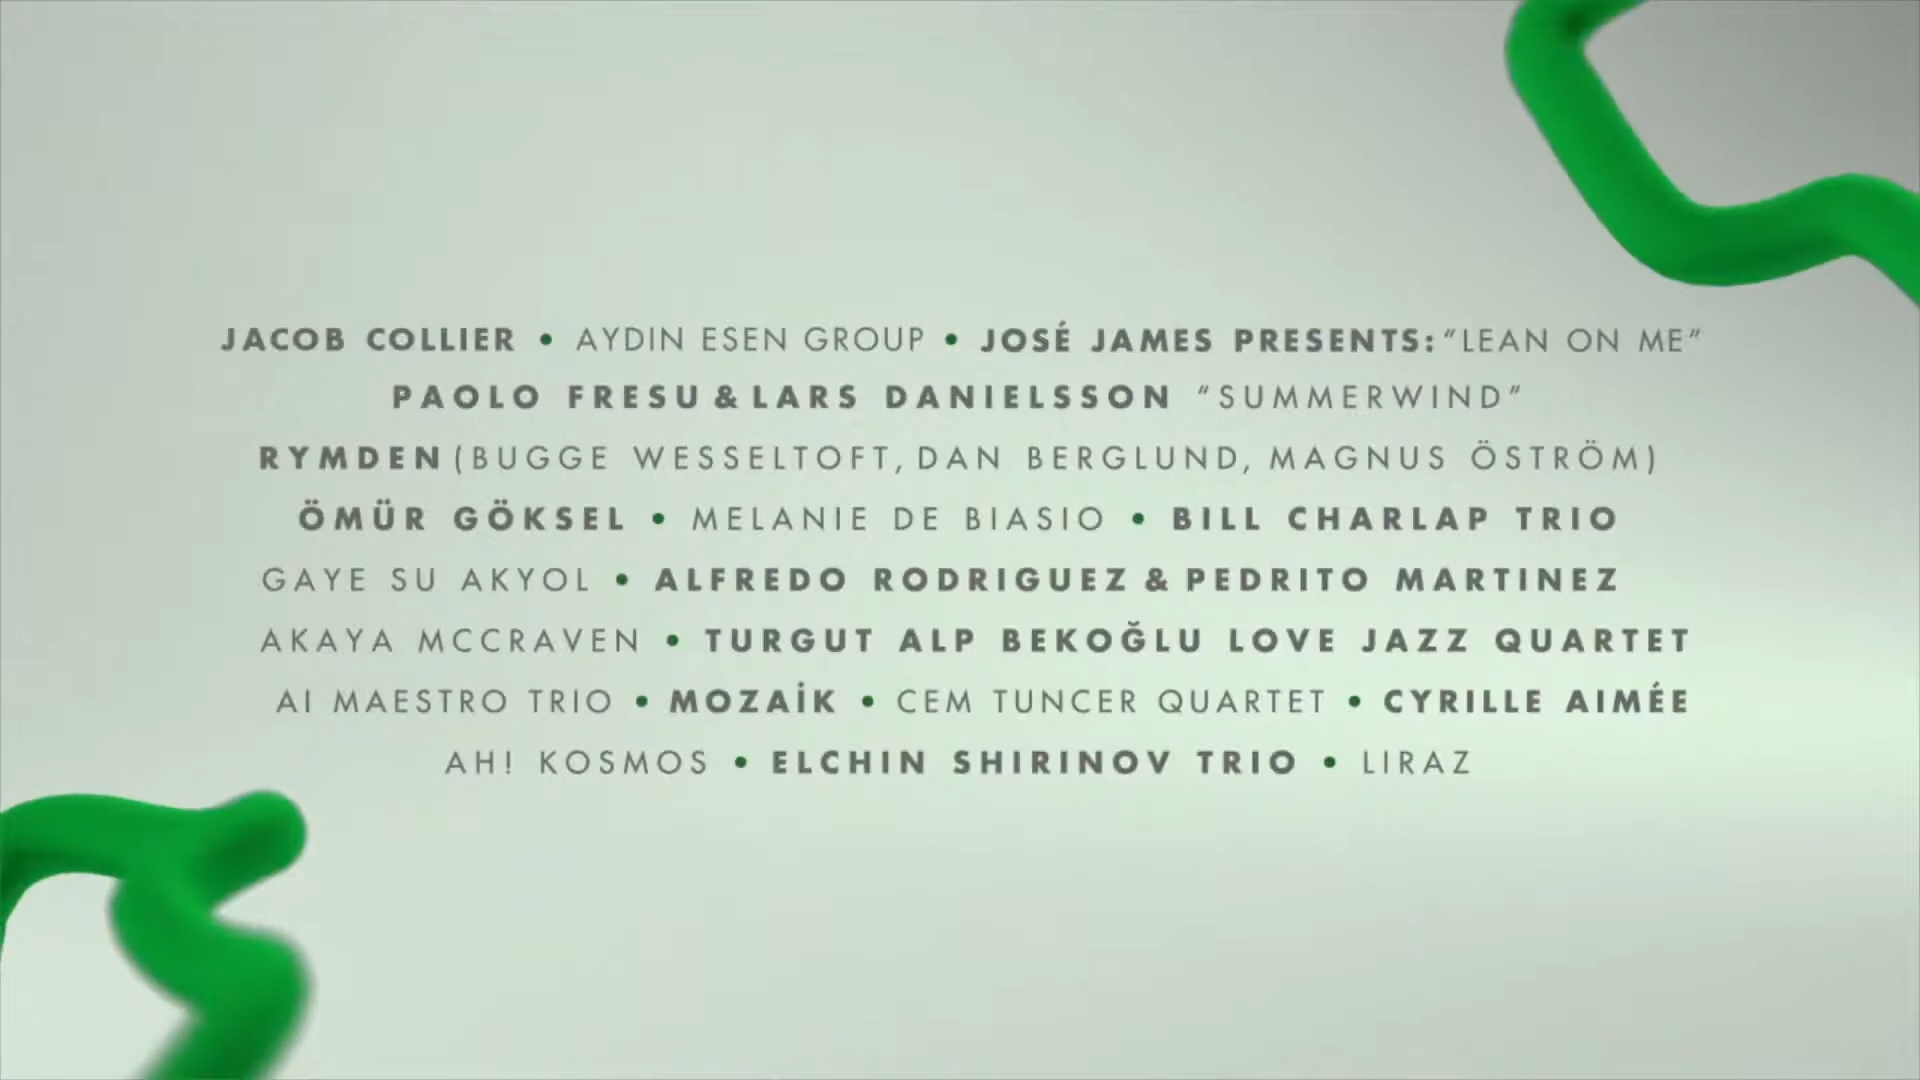 JACOB COLLIER • AYDIN ESEN GROUP • JOSÉ JAMES PRESENTS: “LEAN ON ME”
PAOLO FRESU & LARS DANIELSSON “SUMMERWIND”
RYMDEN (BUGGE WESSELTOFT, DAN BERGLUND, MAGNUS ÖSTRÖM)
ÖMÜR GÖKSEL • MELANIE DE BIASIO • BILL CHARLAP TRIO
GAYE SU AKYOL • ALFREDO RODRIGUEZ & PEDRITO MARTINEZ
AKAYA MCCRAVEN • TURGUT ALP BEKOĞLU LOVE JAZZ QUARTET
AI MAESTRO TRIO • MOZAİK • CEM TUNCER QUARTET • CYRILLE AIMÉE
AH! KOSMOS • ELCHIN SHIRINOV TRIO • LIRAZ